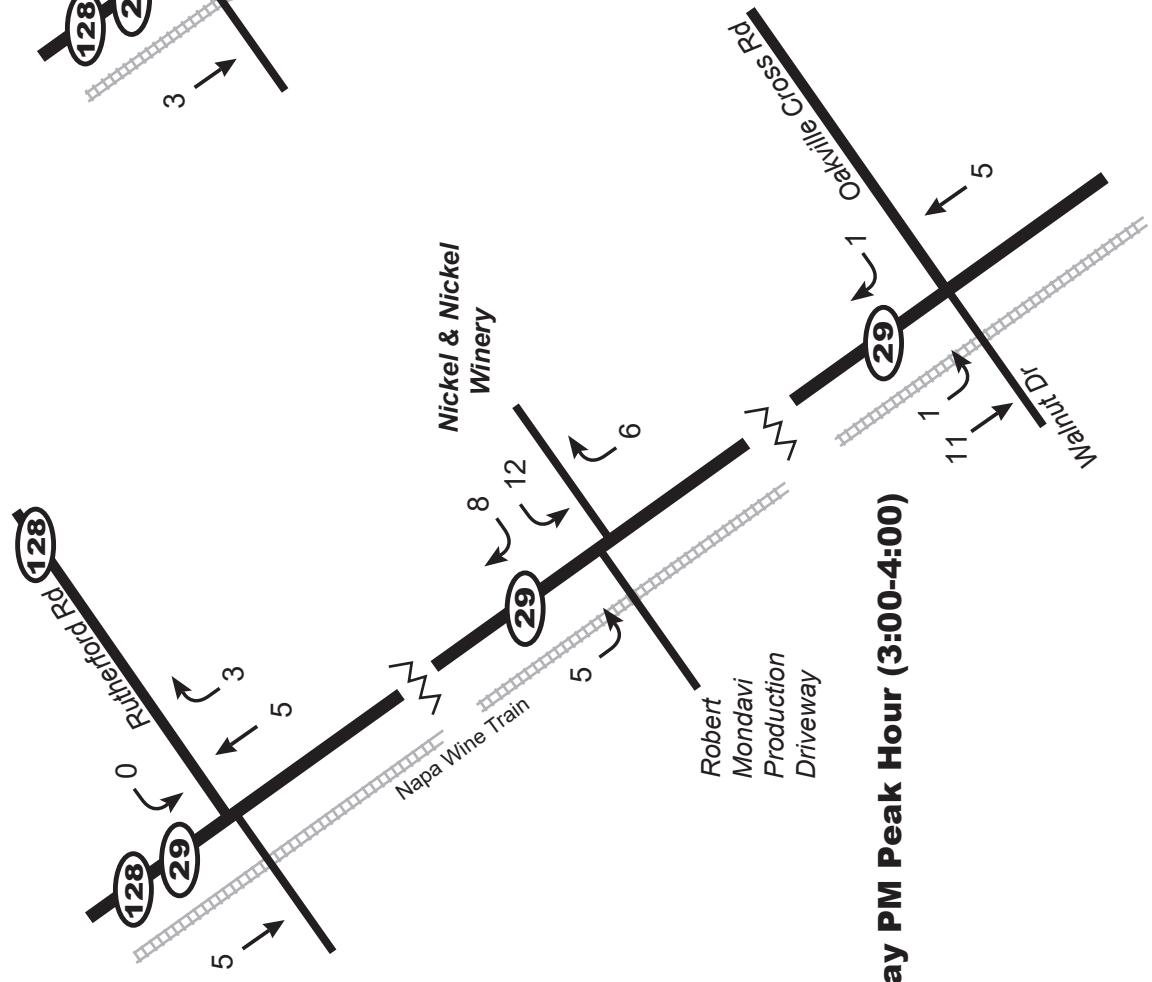 128
2
3
128
Rutherford Rd
0
3
5
128
29
5
Napa Wine Train
Nickel & Nickel
Winery
8
12
6
29
5
Robert
Mondavi
Production
Driveway
Oakville Cross Rd
1
5
29
1
11
Walnut Dr
ay PM Peak Hour (3:00-4:00)